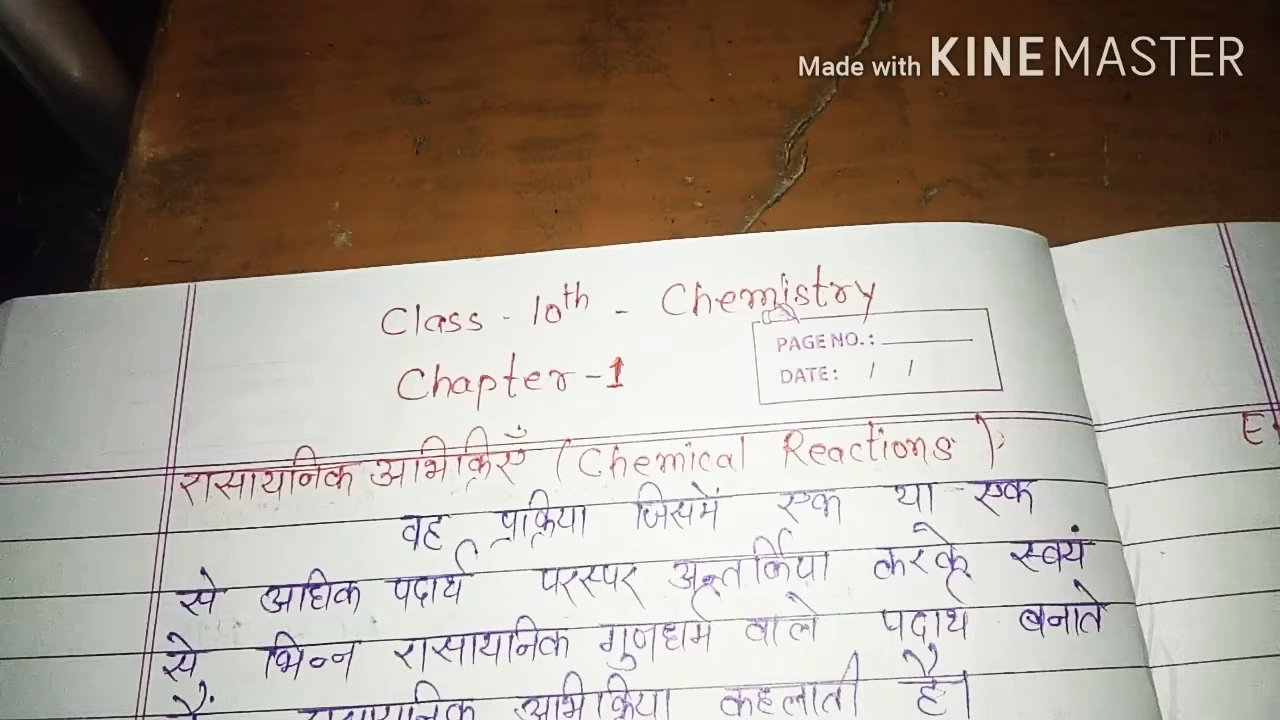 Made with KINEMASTER
Class - 10th - Chemistry
PAGE NO.:
DATE: / /
Chapter - 1
रासायनिक अभिक्रिएँ (Chemical Reactions)
वह प्रक्रिया जिसमें एक या एक
से अधिक पदार्थ परस्पर अन्तर्किया करके स्वयं
से भिन्न रासायनिक गुणधर्म वाले पदार्थ बनाते
हैं रासायनिक अभिक्रिया कहलाती है।